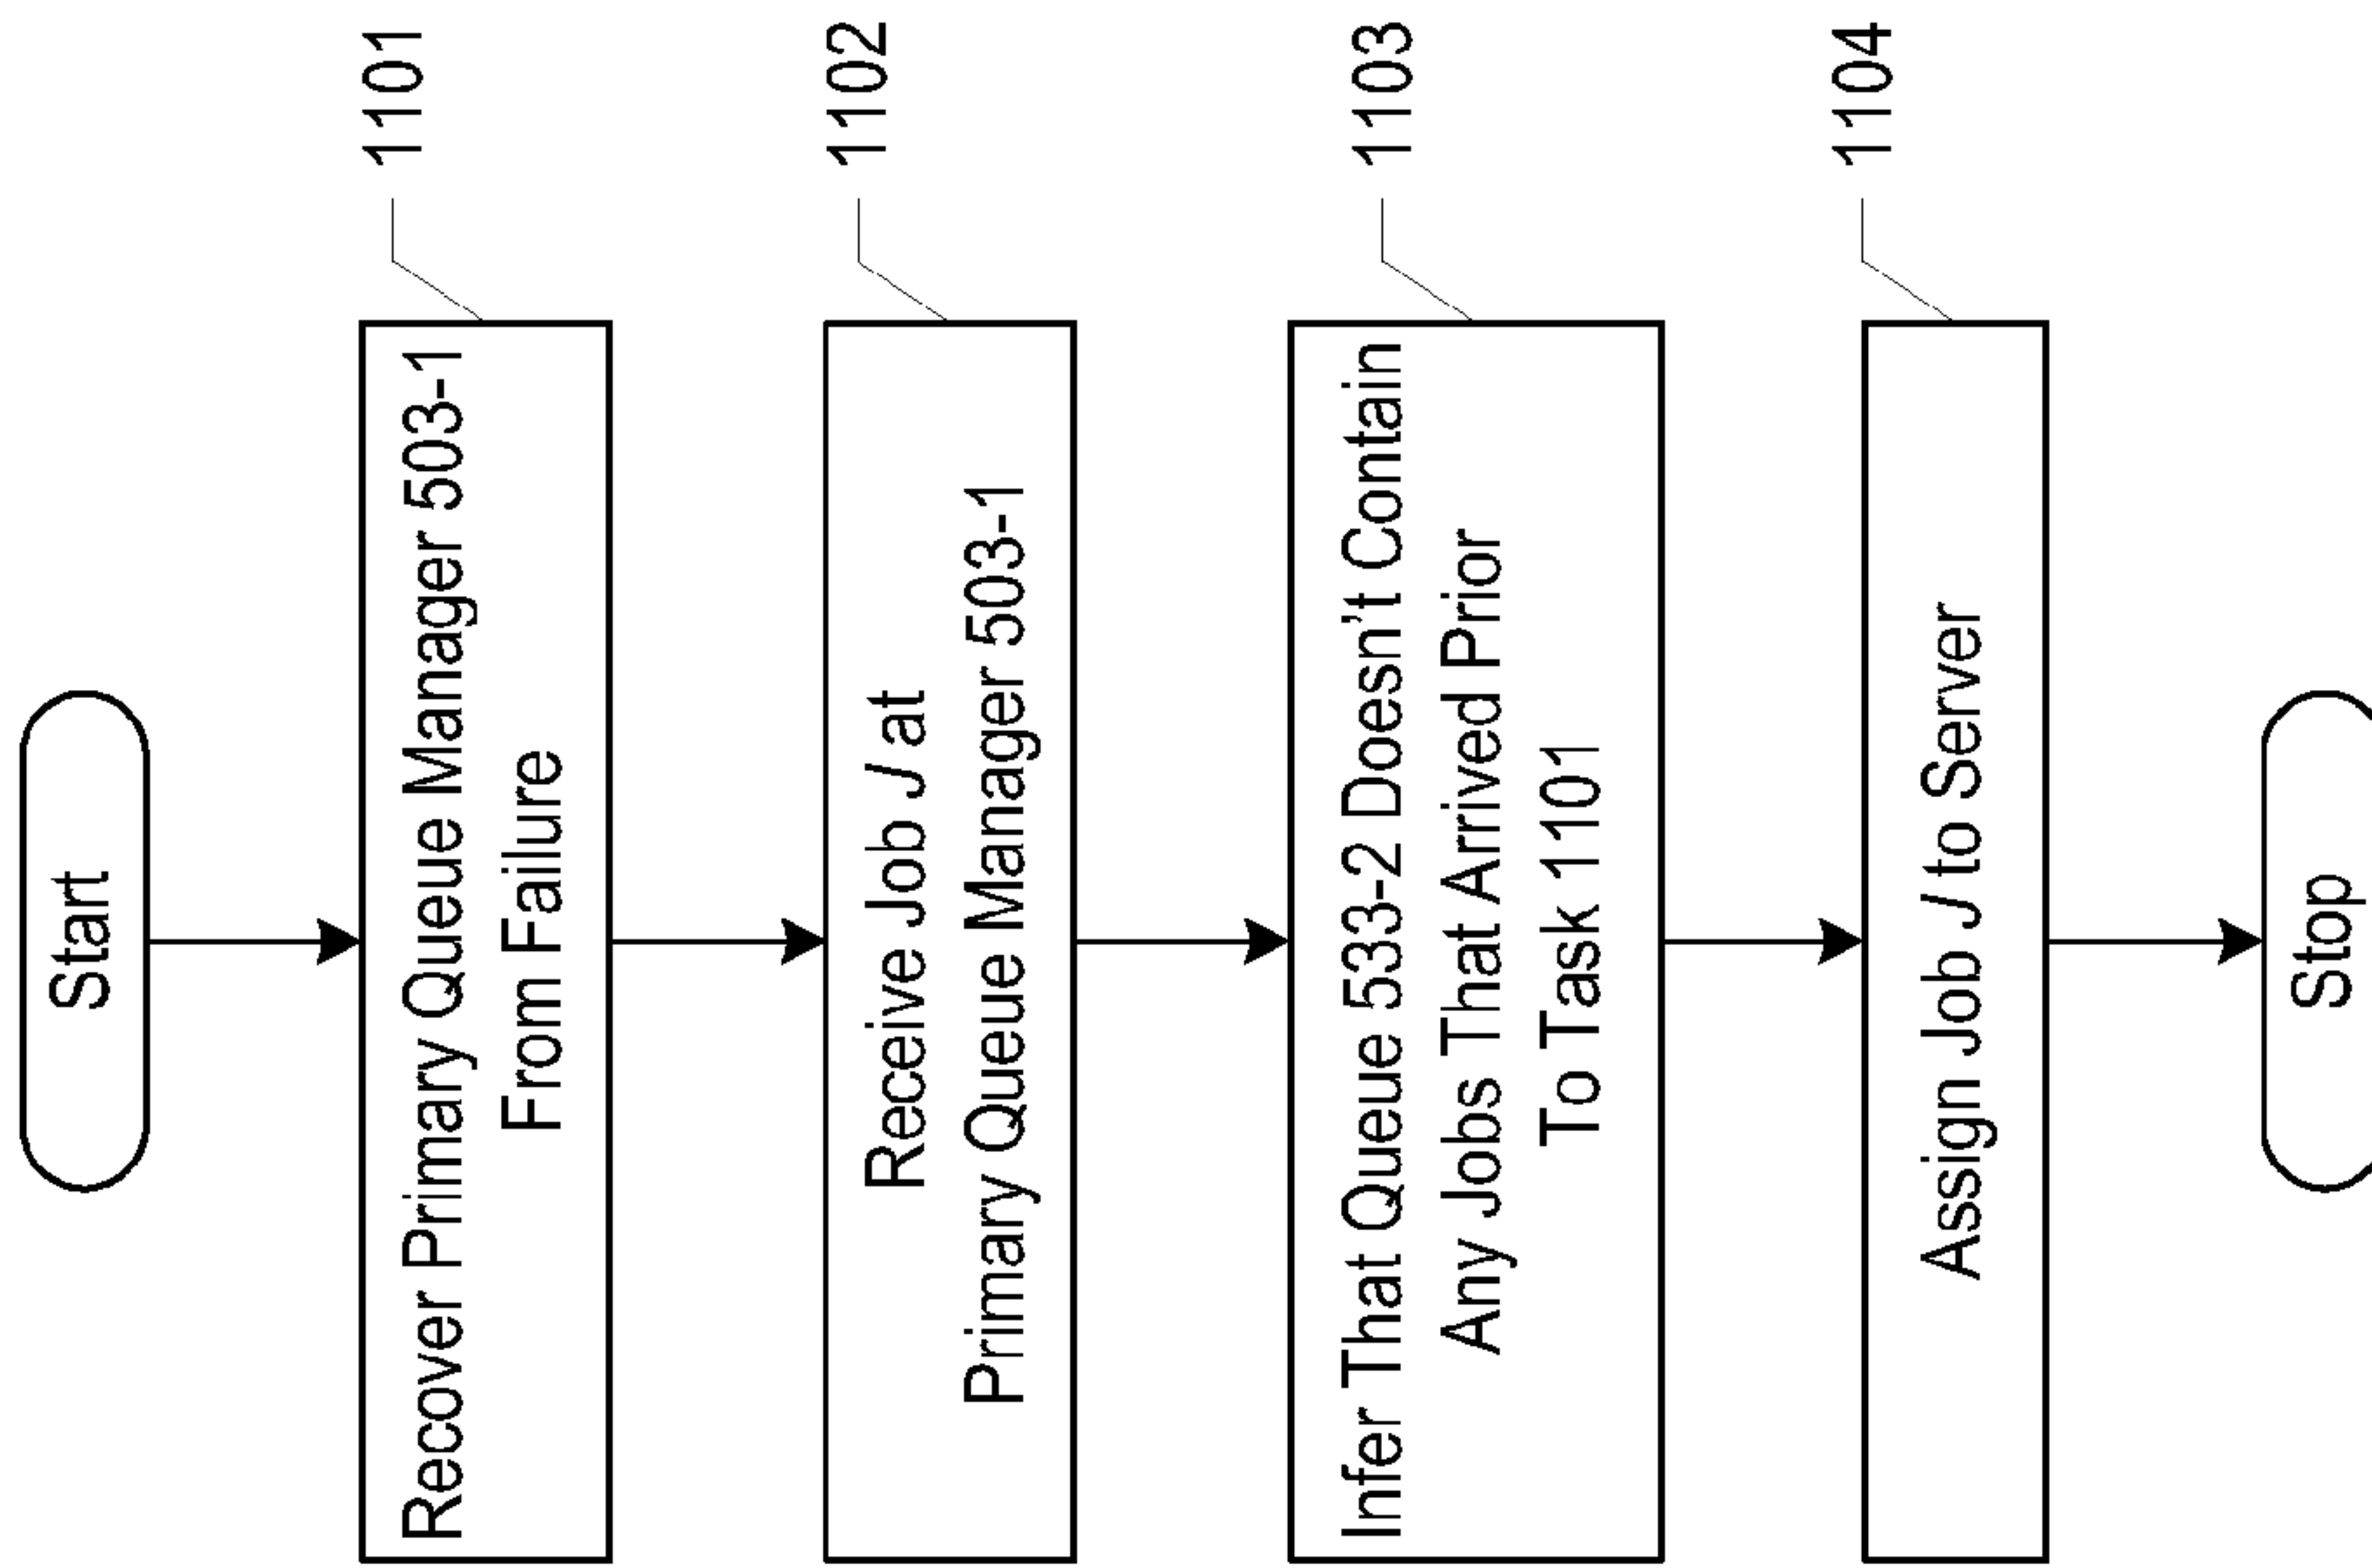 Start
Recover Primary Queue Manager 503-1
From Failure
1101
Receive Job J at
Primary Queue Manager 503-1
1102
Infer That Queue 533-2 Doesn't Contain
Any Jobs That Arrived Prior
To Task 1101
1103
Assign Job J to Server
1104
Stop